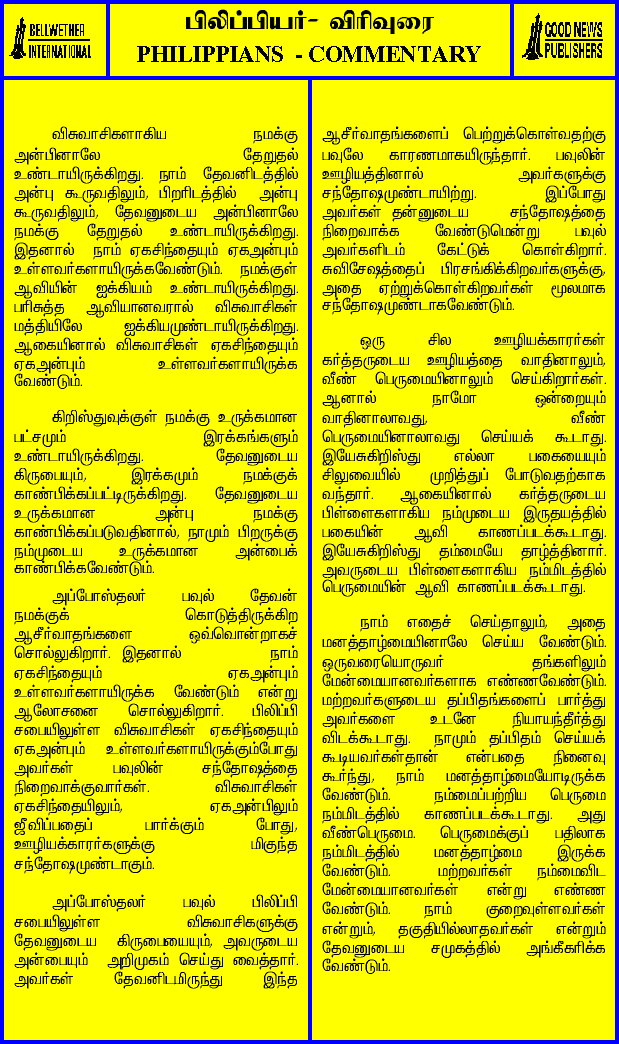 BELLWETHER
INTERNATIONAL
பிலிப்பியர்- விரிவுரை
PHILIPPIANS - COMMENTARY
GOOD NEWS
PUBLISHERS
விசுவாசிகளாகிய நமக்கு
அன்பினாலே தேறுதல்
உண்டாயிருக்கிறது. நாம் தேவனிடத்தில்
அன்பு கூருவதிலும், பிறரிடத்தில் அன்பு
கூருவதிலும், தேவனுடைய அன்பினாலே
நமக்கு தேறுதல் உண்டாயிருக்கிறது.
இதனால் நாம் ஏகசிந்தையும் ஏகஅன்பும்
உள்ளவர்களாயிருக்கவேண்டும். நமக்குள்
ஆவியின் ஐக்கியம் உண்டாயிருக்கிறது.
பரிசுத்த ஆவியானவரால் விசுவாசிகள்
மத்தியிலே ஐக்கியமுண்டாயிருக்கிறது.
ஆகையினால் விசுவாசிகள் ஏகசிந்தையும்
ஏகஅன்பும் உள்ளவர்களாயிருக்க
வேண்டும்.
கிறிஸ்துவுக்குள் நமக்கு உருக்கமான
பட்சமும் இரக்கங்களும்
உண்டாயிருக்கிறது. தேவனுடைய
கிருபையும், இரக்கமும் நமக்குக்
காண்பிக்கப்பட்டிருக்கிறது. தேவனுடைய
உருக்கமான அன்பு நமக்கு
காண்பிக்கப்படுவதினால், நாமும் பிறருக்கு
நம்முடைய உருக்கமான அன்பைக்
காண்பிக்கவேண்டும்.
அப்போஸ்தலர் பவுல் தேவன்
நமக்குக் கொடுத்திருக்கிற
ஆசீர்வாதங்களை ஒவ்வொன்றாகச்
சொல்லுகிறார். இதனால் நாம்
ஏகசிந்தையும் ஏகஅன்பும்
உள்ளவர்களாயிருக்க வேண்டும் என்று
ஆலோசனை சொல்லுகிறார். பிலிப்பி
சபையிலுள்ள விசுவாசிகள் ஏகசிந்தையும்
ஏகஅன்பும் உள்ளவர்களாயிருக்கும்போது
அவர்கள் பவுலின் சந்தோஷத்தை
நிறைவாக்குவார்கள். விசுவாசிகள்
ஏகசிந்தையிலும், ஏகஅன்பிலும்
ஜீவிப்பதைப் பார்க்கும் போது,
ஊழியக்காரர்களுக்கு மிகுந்த
சந்தோஷமுண்டாகும்.
அப்போஸ்தலர் பவுல் பிலிப்பி
சபையிலுள்ள விசுவாசிகளுக்கு
தேவனுடைய கிருபையையும், அவருடைய
அன்பையும் அறிமுகம் செய்து வைத்தார்.
அவர்கள் தேவனிடமிருந்து இந்த
ஆசீர்வாதங்களைப் பெற்றுக்கொள்வதற்கு
பவுலே காரணமாகயிருந்தார். பவுலின்
ஊழியத்தினால் அவர்களுக்கு
சந்தோஷமுண்டாயிற்று. இப்போது
அவர்கள் தன்னுடைய சந்தோஷத்தை
நிறைவாக்க வேண்டுமென்று பவுல்
அவர்களிடம் கேட்டுக் கொள்கிறார்.
சுவிசேஷத்தைப் பிரசங்கிக்கிறவர்களுக்கு,
அதை ஏற்றுக்கொள்கிறவர்கள் மூலமாக
சந்தோஷமுண்டாகவேண்டும்.
ஒரு சில ஊழியக்காரர்கள்
கர்த்தருடைய ஊழியத்தை வாதினாலும்,
வீண் பெருமையினாலும் செய்கிறார்கள்.
ஆனால் நாமோ ஒன்றையும்
வாதினாலாவது, வீண்
பெருமையினாலாவது செய்யக் கூடாது.
இயேசுகிறிஸ்து எல்லா பகையையும்
சிலுவையில் முறித்துப் போடுவதற்காக
வந்தார். ஆகையினால் கர்த்தருடைய
பிள்ளைகளாகிய நம்முடைய இருதயத்தில்
பகையின் ஆவி காணப்படக்கூடாது.
இயேசுகிறிஸ்து தம்மையே தாழ்த்தினார்.
அவருடைய பிள்ளைகளாகிய நம்மிடத்தில்
பெருமையின் ஆவி காணப்படக்கூடாது.
நாம் எதைச் செய்தாலும், அதை
மனத்தாழ்மையினாலே செய்ய வேண்டும்.
ஒருவரையொருவர் தங்களிலும்
மேன்மையானவர்களாக எண்ணவேண்டும்.
மற்றவர்களுடைய தப்பிதங்களைப் பார்த்து
அவர்களை உடனே நியாயந்தீர்த்து
விடக்கூடாது. நாமும் தப்பிதம் செய்யக்
கூடியவர்கள்தான் என்பதை நினைவு
கூர்ந்து, நாம் மனத்தாழ்மையோடிருக்க
வேண்டும். நம்மைப்பற்றிய பெருமை
நம்மிடத்தில் காணப்படக்கூடாது. அது
வீண்பெருமை. பெருமைக்குப் பதிலாக
நம்மிடத்தில் மனத்தாழ்மை இருக்க
வேண்டும். மற்றவர்கள் நம்மைவிட
மேன்மையானவர்கள் என்று எண்ண
வேண்டும். நாம் குறைவுள்ளவர்கள்
என்றும், தகுதியில்லாதவர்கள் என்றும்
தேவனுடைய சமுகத்தில் அங்கீகரிக்க
வேண்டும்.